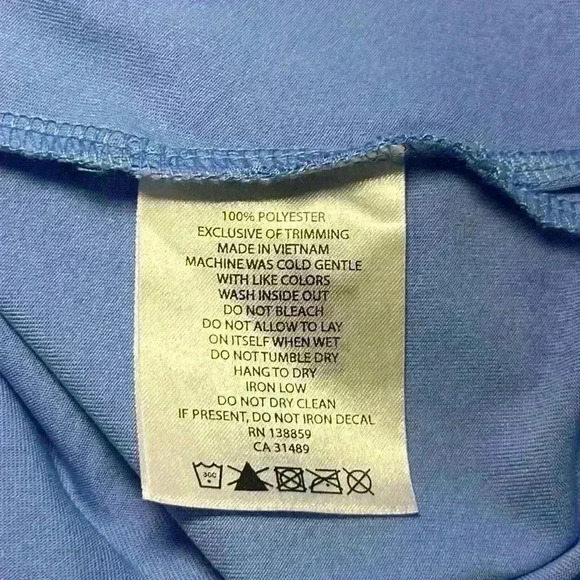 100% POLYESTER
EXCLUSIVE OF TRIMMING
MADE IN VIETNAM
MACHINE WAS COLD GENTLE
WITH LIKE COLORS
WASH INSIDE OUT
DO NOT BLEACH
DO NOT ALLOW TO LAY
ON ITSELF WHEN WET
DO NOT TUMBLE DRY
HANG TO DRY
IRON LOW
DO NOT DRY CLEAN
IF PRESENT, DO NOT IRON DECAL
RN 138859
CA 31489